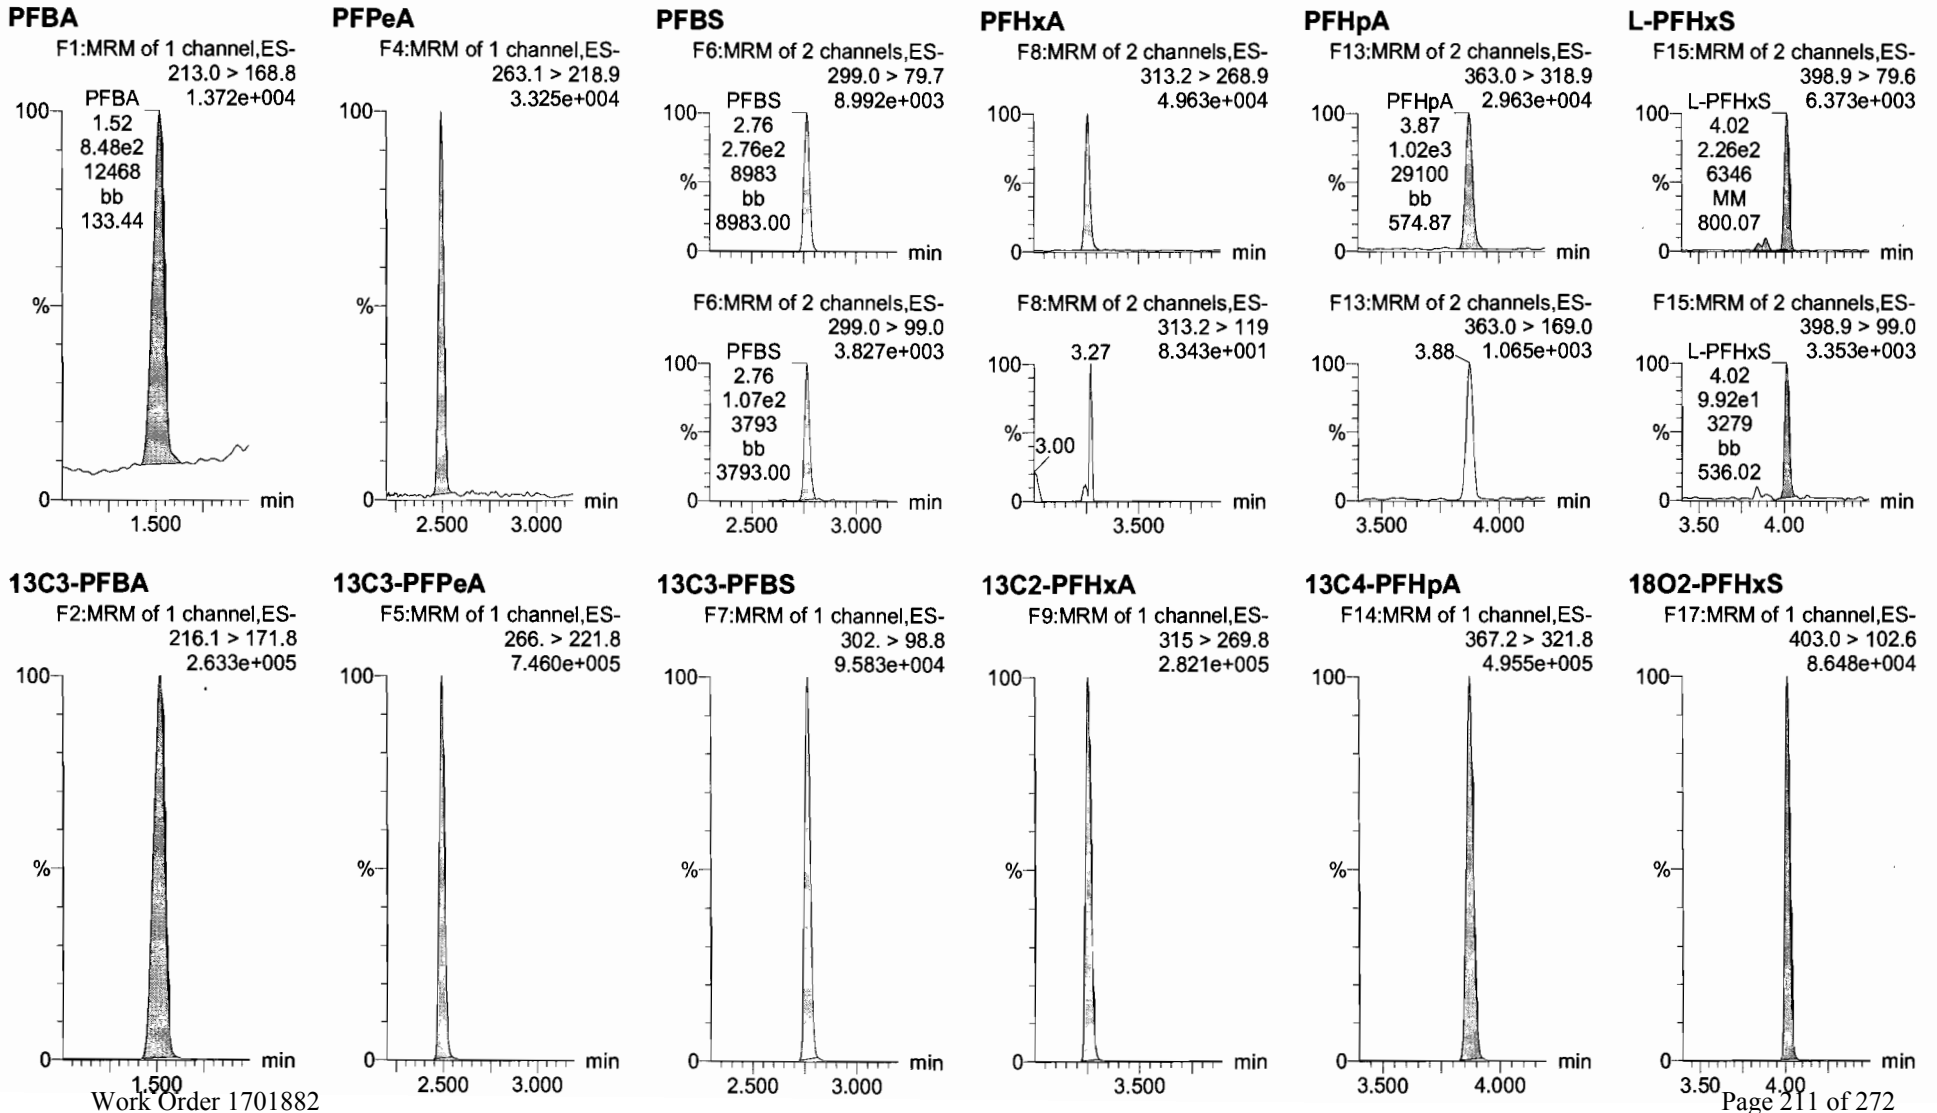 PFBA
F1:MRM of 1 channel,ES-
213.0 > 168.8
1.372e+004
100
PFBA
1.52
8.48e2
12468
bb
133.44
%
0
min
1.500
PFPeA
F4:MRM of 1 channel,ES-
263.1 > 218.9
3.325e+004
100
%
0
min
2.500 3.000
PFBS
F6:MRM of 2 channels,ES-
299.0 > 79.7
8.992e+003
100
PFBS
2.76
2.76e2
8983
bb
8983.00
%
0
min
F6:MRM of 2 channels,ES-
299.0 > 99.0
3.827e+003
100
PFBS
2.76
1.07e2
3793
bb
3793.00
%
0
min
2.500 3.000
PFHxA
F8:MRM of 2 channels,ES-
313.2 > 268.9
4.963e+004
100
%
0
min
F8:MRM of 2 channels,ES-
313.2 > 119
8.343e+001
3.27
100
%
3.00
0
min
3.500
PFHpA
F13:MRM of 2 channels,ES-
363.0 > 318.9
2.963e+004
100
PFHpA
3.87
1.02e3
29100
bb
574.87
%
0
min
F13:MRM of 2 channels,ES-
363.0 > 169.0
1.065e+003
3.88
100
%
0
min
3.500 4.000
L-PFHxS
F15:MRM of 2 channels,ES-
398.9 > 79.6
6.373e+003
100
L-PFHxS
4.02
2.26e2
6346
MM
800.07
%
0
min
F15:MRM of 2 channels,ES-
398.9 > 99.0
3.353e+003
100
L-PFHxS
4.02
9.92e1
3279
bb
536.02
%
0
min
3.50 4.00
13C3-PFBA
F2:MRM of 1 channel,ES-
216.1 > 171.8
2.633e+005
100
%
0
min
1.500
13C3-PFPeA
F5:MRM of 1 channel,ES-
266. > 221.8
7.460e+005
100
%
0
min
2.500 3.000
13C3-PFBS
F7:MRM of 1 channel,ES-
302. > 98.8
9.583e+004
100
%
0
min
2.500 3.000
13C2-PFHxA
F9:MRM of 1 channel,ES-
315 > 269.8
2.821e+005
100
%
0
min
3.500
13C4-PFHpA
F14:MRM of 1 channel,ES-
367.2 > 321.8
4.955e+005
100
%
0
min
3.500 4.000
18O2-PFHxS
F17:MRM of 1 channel,ES-
403.0 > 102.6
8.648e+004
100
%
0
min
3.50 4.00
Work Order 1701882
Page 211 of 272